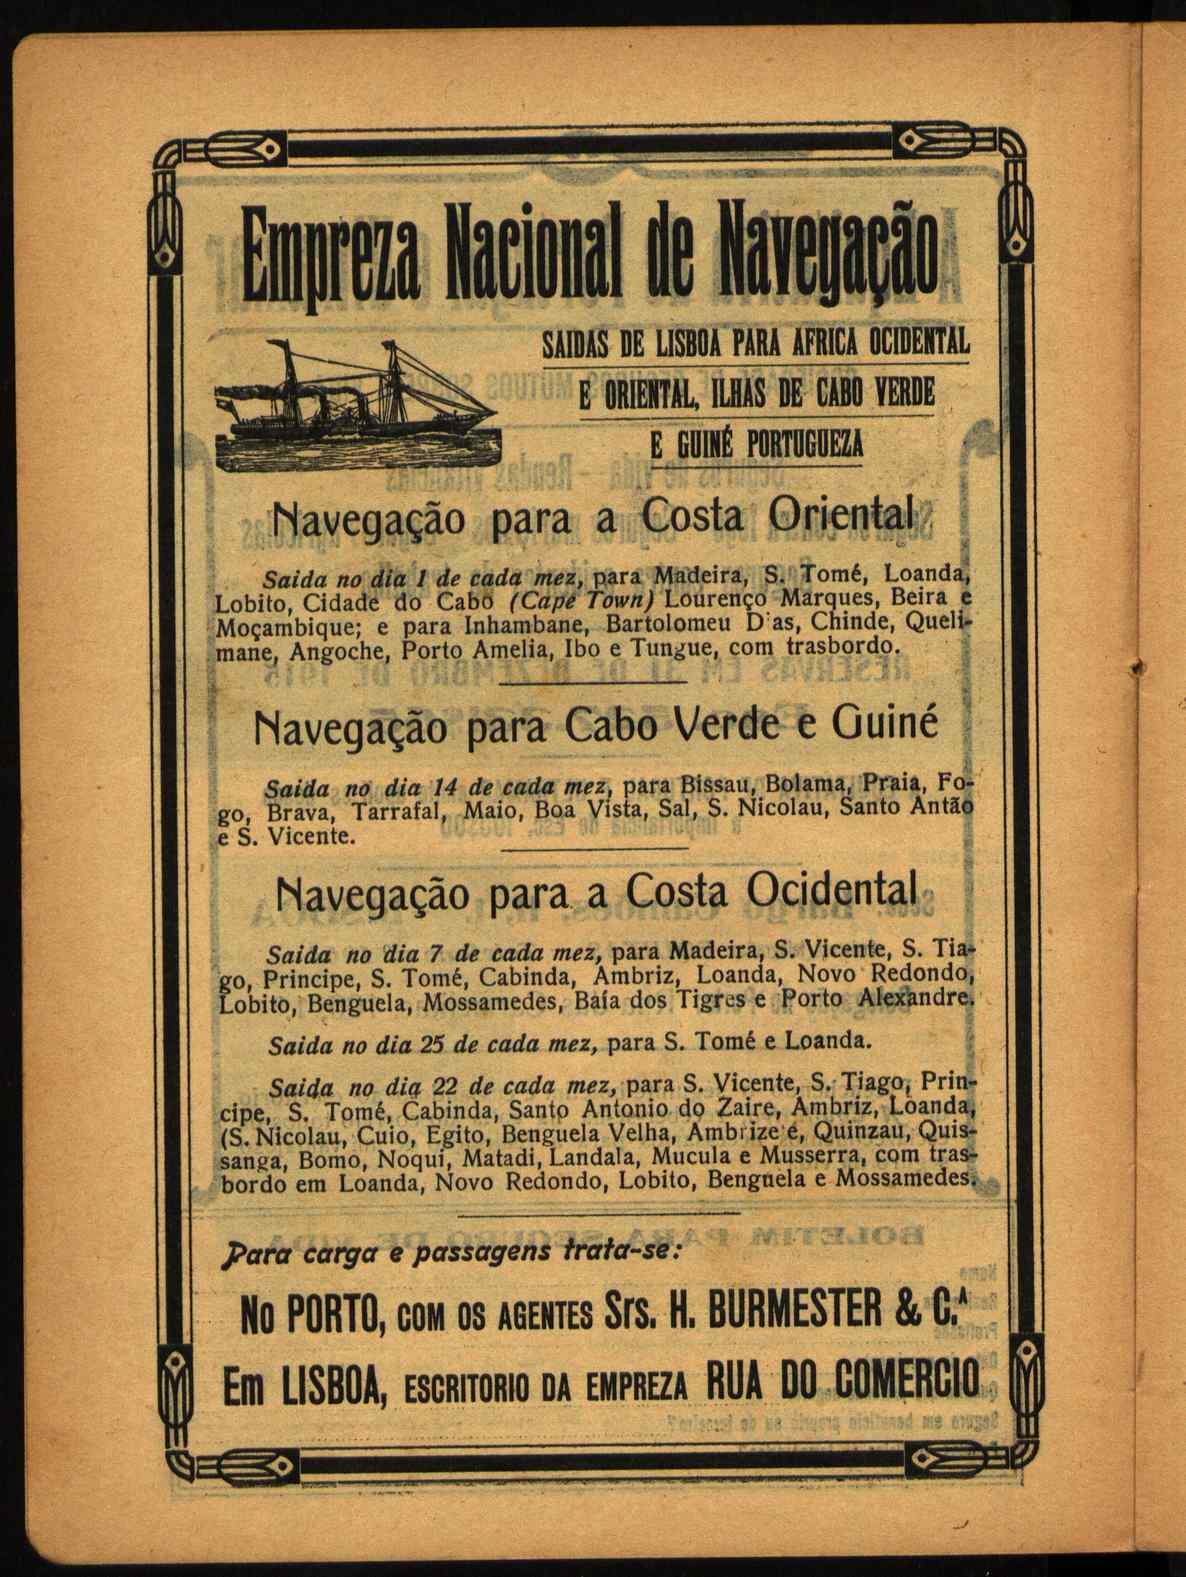 Empreza Nacional de Navegação
SAIDAS DE LISBOA PARA AFRICA OCIDENTAL
E ORIENTAL, ILHAS DE CABO VERDE
E GUINÉ PORTUGUEZA
Navegação para a Costa Oriental
Saida no dia 1 de cada mez, para Madeira, S. Tomé, Loanda,
Lobito, Cidade do Cabo (Cape Town) Lourenço Marques, Beira e
Moçambique; e para Inhambane, Bartolomeu D as, Chinde, Queli-
mane, Angoche, Porto Amelia, Ibo e Tungue, com trasbordo.
Navegação para Cabo Verde e Guiné
Saida no dia 14 de cada mez, para Bissau, Bolama, Praia, Fo-
go, Brava, Tarrafal, Maio, Boa Vista, Sal, S. Nicolau, Santo Antão
e S. Vicente.
Navegação para a Costa Ocidental
Saida no dia 7 de cada mez, para Madeira, S. Vicente, S. Tia-
go, Principe, S. Tomé, Cabinda, Ambriz, Loanda, Novo Redondo,
Lobito, Benguela, Mossamedes, Baía dos Tigres e Porto Alexandre.
Saida no dia 25 de cada mez, para S. Tomé e Loanda.
Saida no dia 22 de cada mez, para S. Vicente, S. Tiago, Prin-
cipe, S. Tomé, Cabinda, Santo Antonio do Zaire, Ambriz, Loanda,
(S. Nicolau, Cuio, Egito, Benguela Velha, Ambrize é, Quinzau, Quis-
sanga, Bomo, Noqui, Matadi, Landala, Mucula e Musserra, com tras-
bordo em Loanda, Novo Redondo, Lobito, Benguela e Mossamedes.
Para carga e passagens trata-se:
No PORTO, COM OS AGENTES Srs. H. BURMESTER & C.ᴬ
Em LISBOA, ESCRITORIO DA EMPREZA RUA DO COMERCIO